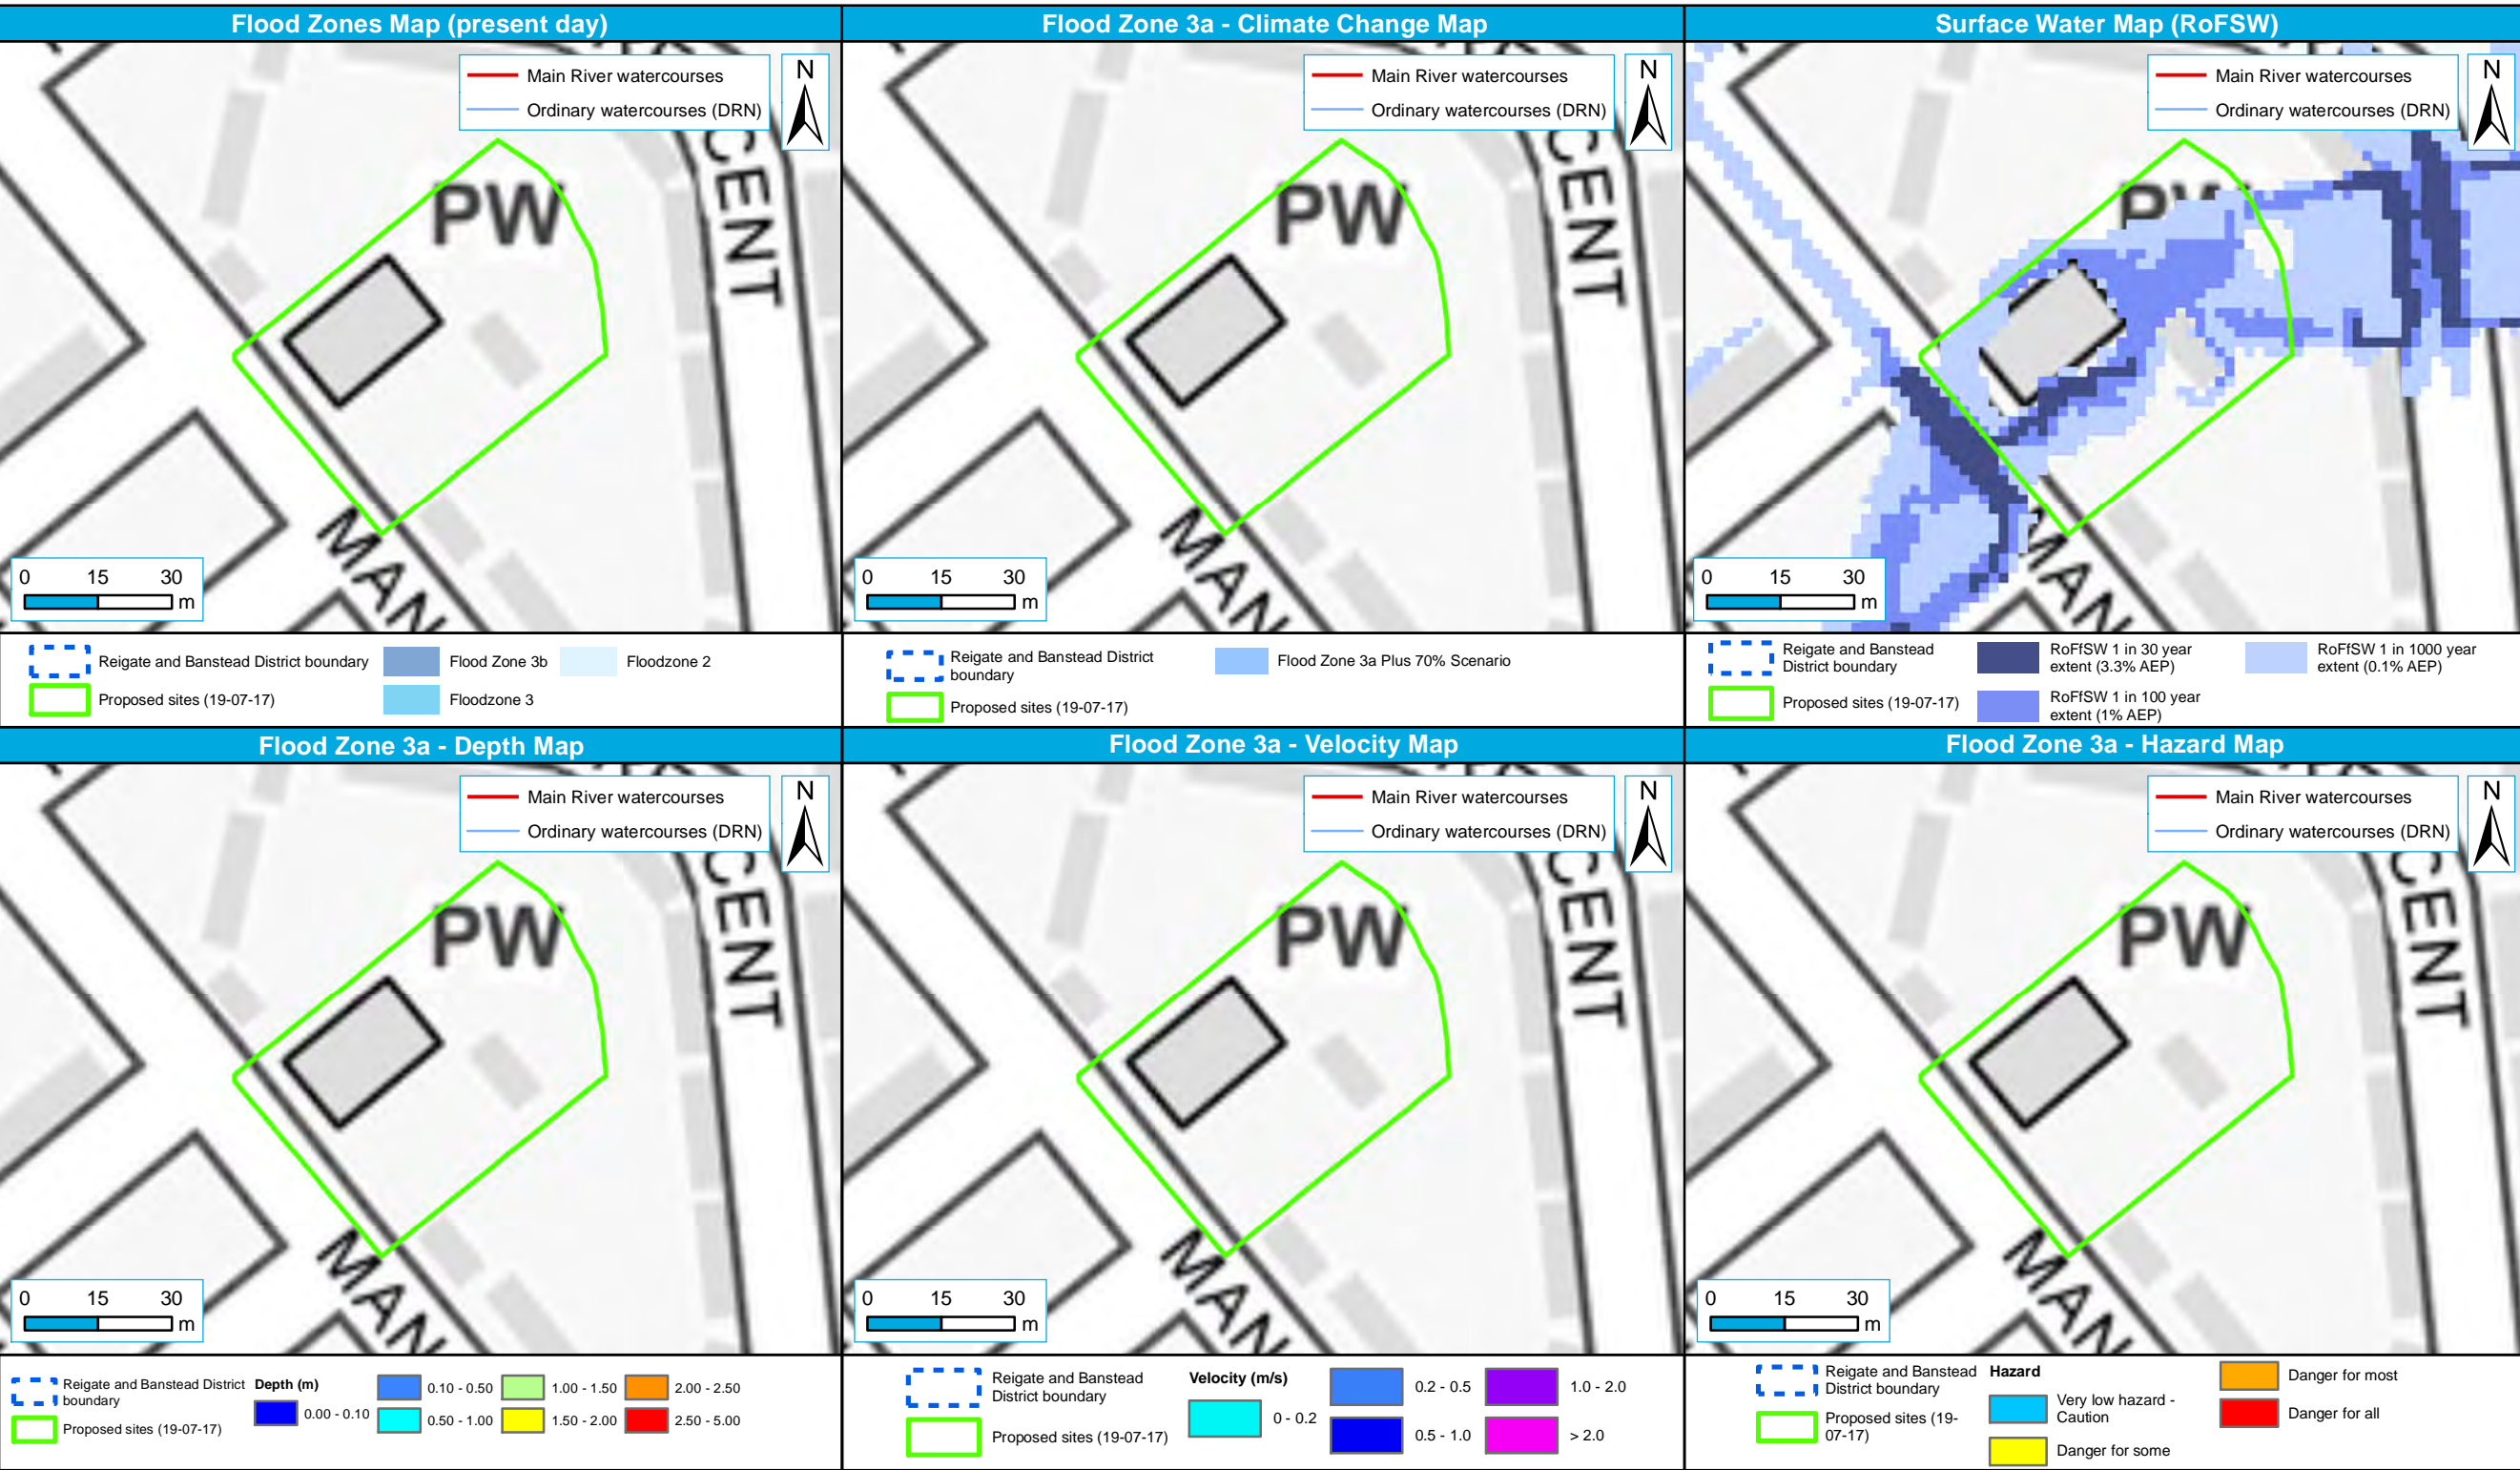 Flood Zones Map (present day)
Main River watercourses
Ordinary watercourses (DRN)
N
PW
CENT
MAN
0 15 30
m
Reigate and Banstead District boundary
Proposed sites (19-07-17)
Flood Zone 3b
Floodzone 3
Floodzone 2
Flood Zone 3a - Climate Change Map
Main River watercourses
Ordinary watercourses (DRN)
N
PW
CENT
MAN
0 15 30
m
Reigate and Banstead District
boundary
Proposed sites (19-07-17)
Flood Zone 3a Plus 70% Scenario
Surface Water Map (RoFSW)
Main River watercourses
Ordinary watercourses (DRN)
N
PW
MAN
0 15 30
m
Reigate and Banstead
District boundary
Proposed sites (19-07-17)
RoFfSW 1 in 30 year
extent (3.3% AEP)
RoFfSW 1 in 100 year
extent (1% AEP)
RoFfSW 1 in 1000 year
extent (0.1% AEP)
Flood Zone 3a - Depth Map
Main River watercourses
Ordinary watercourses (DRN)
N
PW
CENT
MAN
0 15 30
m
Reigate and Banstead District
boundary
Proposed sites (19-07-17)
Depth (m)
0.00 - 0.10
0.10 - 0.50
0.50 - 1.00
1.00 - 1.50
1.50 - 2.00
2.00 - 2.50
2.50 - 5.00
Flood Zone 3a - Velocity Map
Main River watercourses
Ordinary watercourses (DRN)
N
PW
CENT
MAN
0 15 30
m
Reigate and Banstead
District boundary
Proposed sites (19-07-17)
Velocity (m/s)
0 - 0.2
0.2 - 0.5
0.5 - 1.0
1.0 - 2.0
> 2.0
Flood Zone 3a - Hazard Map
Main River watercourses
Ordinary watercourses (DRN)
N
PW
CENT
MAN
0 15 30
m
Reigate and Banstead
District boundary
Proposed sites (19-
07-17)
Hazard
Very low hazard -
Caution
Danger for some
Danger for most
Danger for all